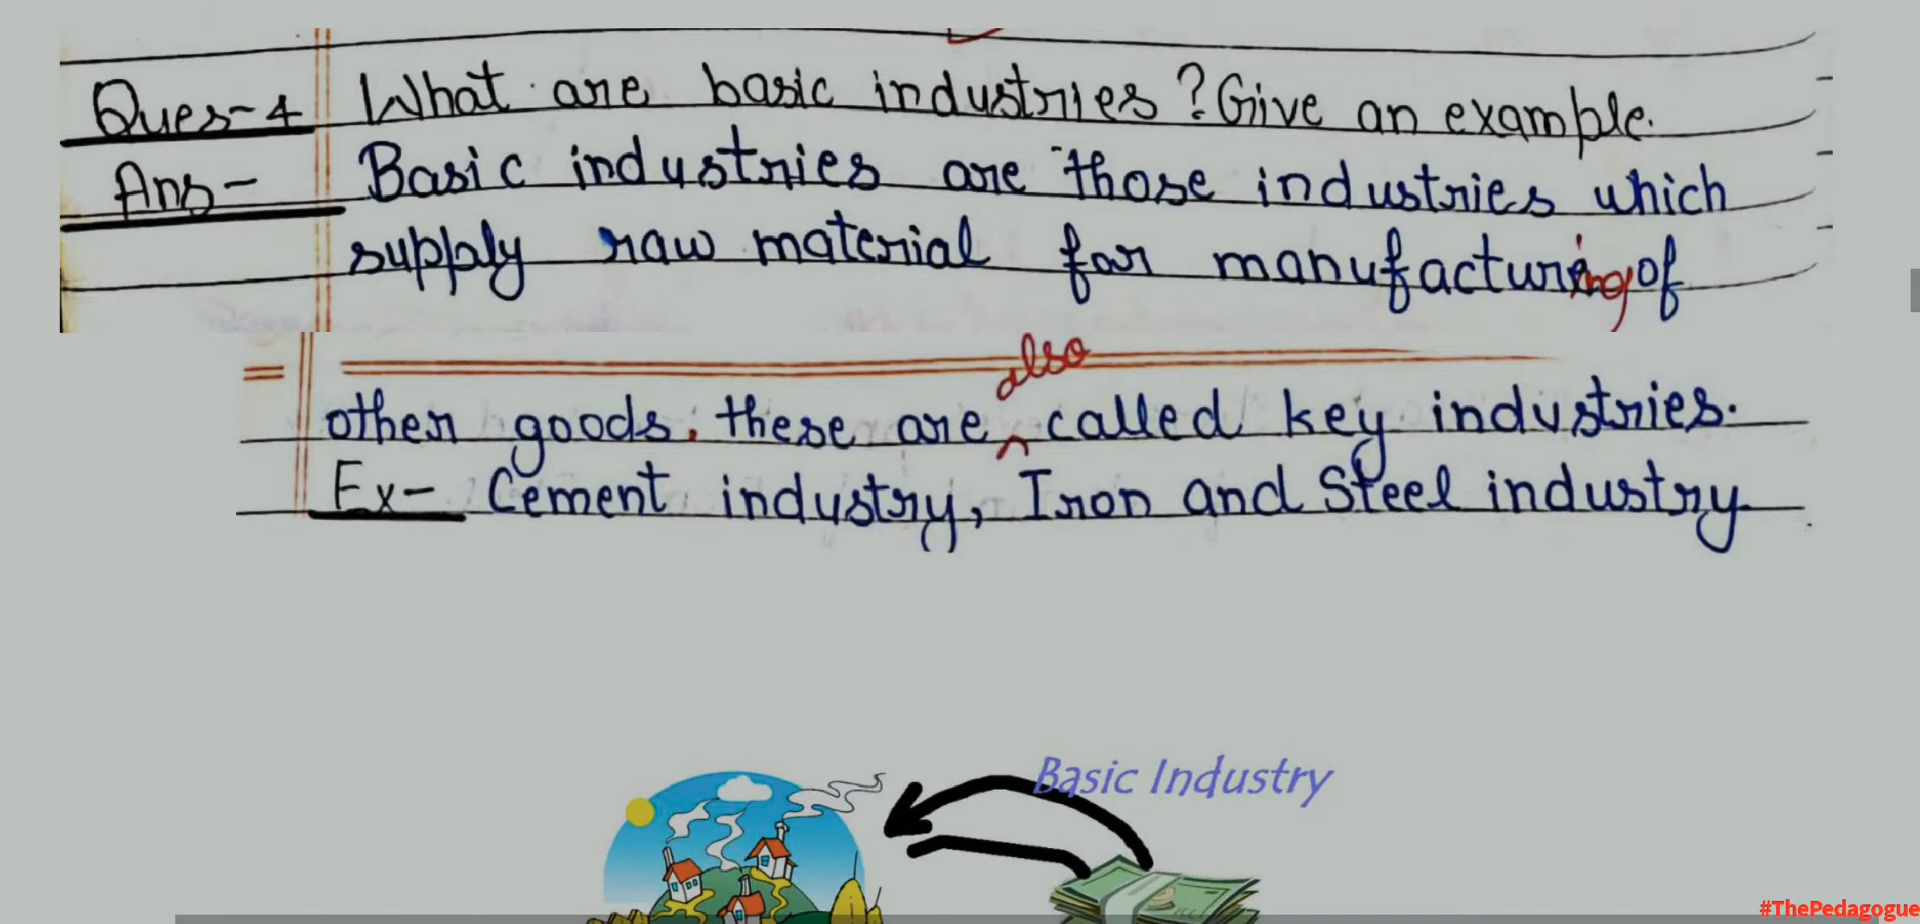 Ques-4 What are basic industries? Give an example.
Ans- Basic industries are those industries which
supply raw material for manufacturing of
other goods. these are also called key industries.
Ex- Cement industry, Iron and Steel industry
Basic Industry
#ThePedagogue